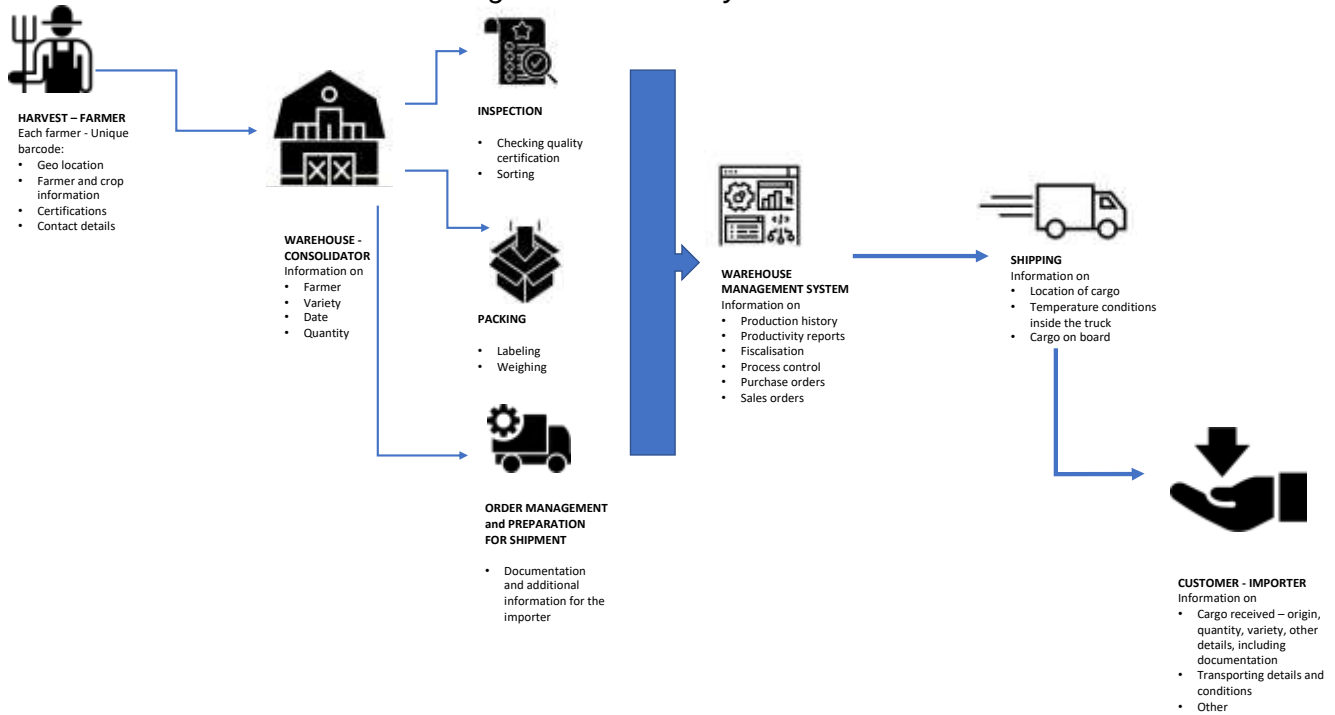 HARVEST – FARMER
Each farmer - Unique
barcode:
• Geo location
• Farmer and crop
information
• Certifications
• Contact details
WAREHOUSE -
CONSOLIDATOR
Information on
• Farmer
• Variety
• Date
• Quantity
INSPECTION
• Checking quality
certification
• Sorting
PACKING
• Labeling
• Weighing
ORDER MANAGEMENT
and PREPARATION
FOR SHIPMENT
• Documentation
and additional
information for the
importer
WAREHOUSE
MANAGEMENT SYSTEM
Information on
• Production history
• Productivity reports
• Fiscalisation
• Process control
• Purchase orders
• Sales orders
SHIPPING
Information on
• Location of cargo
• Temperature conditions
inside the truck
• Cargo on board
CUSTOMER - IMPORTER
Information on
• Cargo received – origin,
quantity, variety, other
details, including
documentation
• Transporting details and
conditions
• Other